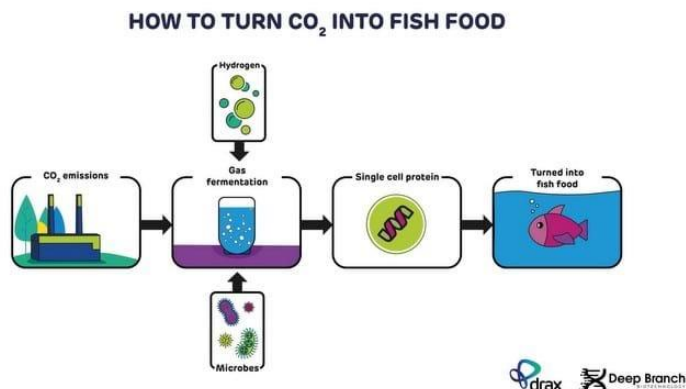 HOW TO TURN CO₂ INTO FISH FOOD
Hydrogen
CO₂ emissions
Gas
fermentation
Single cell protein
Turned into
fish food
Microbes
drax
Deep Branch
BIOTECHNOLOGY